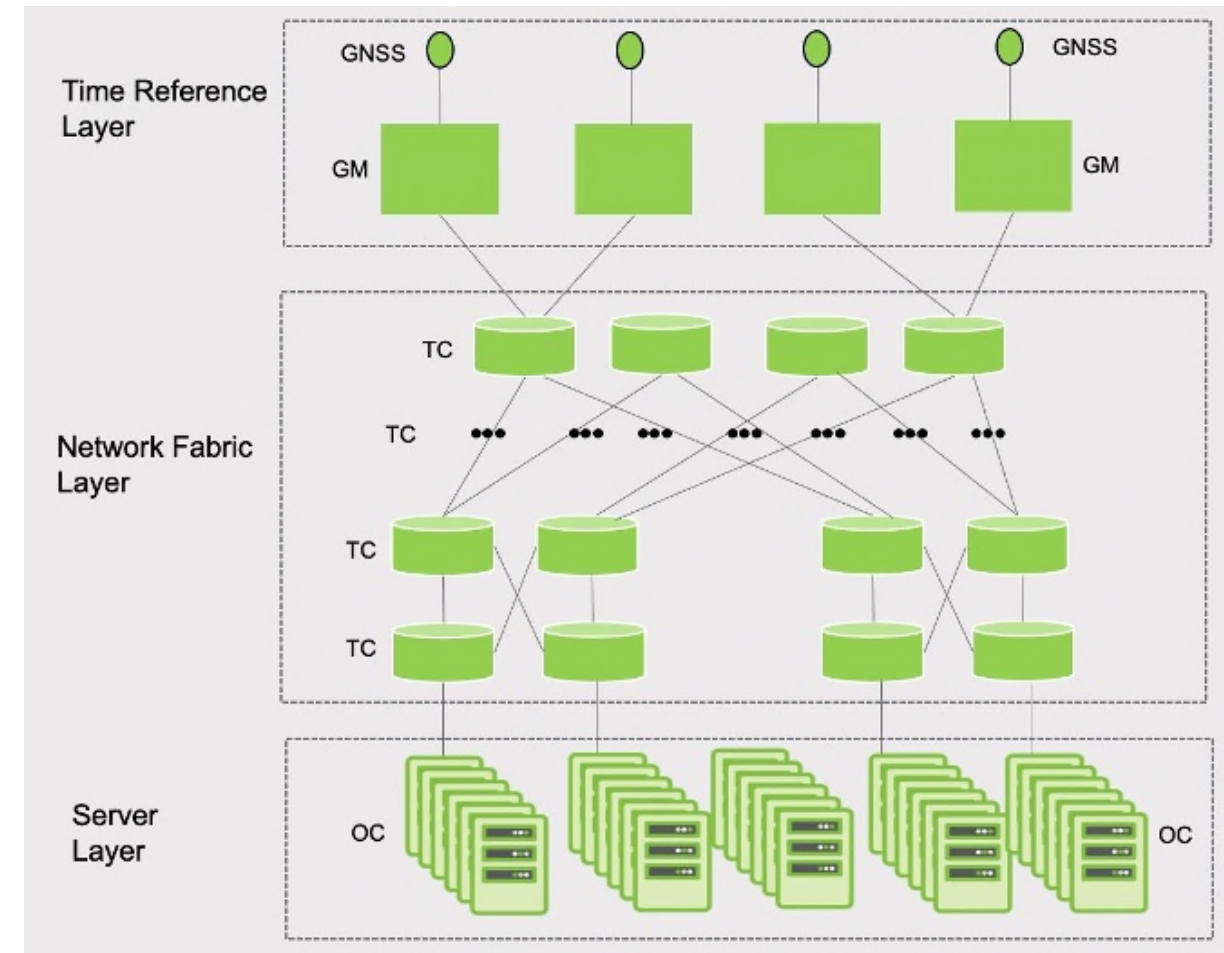 GNSS
GNSS
Time Reference
Layer
GM
GM
TC
TC
Network Fabric
Layer
TC
TC
Server
Layer
OC
OC